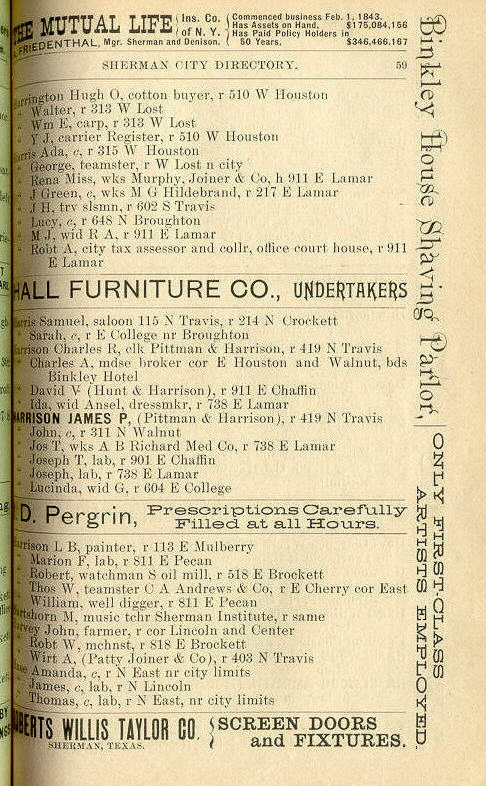 THE MUTUAL LIFE Ins. Co. of N. Y.
Commenced business Feb. 1, 1843.
Has Assets on Hand, $175,084,156
Has Paid Policy Holders in
50 Years, $346,466,167
FRIEDENTHAL, Mgr. Sherman and Denison.
SHERMAN CITY DIRECTORY. 59
rrington Hugh O, cotton buyer, r 510 W Houston
" Walter, r 313 W Lost
" Wm E, carp, r 313 W Lost
" Y J, carrier Register, r 510 W Houston
arris Ada, c, r 315 W Houston
" George, teamster, r W Lost n city
" Rena Miss, wks Murphy, Joiner & Co, h 911 E Lamar
" J Green, c, wks M G Hildebrand, r 217 E Lamar
" J H, trv slsmn, r 602 S Travis
" Lucy, c, r 648 N Broughton
" M J, wid R A, r 911 E Lamar
" Robt A, city tax assessor and collr, office court house, r 911
E Lamar
HALL FURNITURE CO., UNDERTAKERS
arris Samuel, saloon 115 N Travis, r 214 N Crockett
" Sarah, c, r E College nr Broughton
arrison Charles R, clk Pittman & Harrison, r 419 N Travis
" Charles A, mdse broker cor E Houston and Walnut, bds
Binkley Hotel
" David V (Hunt & Harrison), r 911 E Chaffin
" Ida, wid Ansel, dressmkr, r 738 E Lamar
HARRISON JAMES P, (Pittman & Harrison), r 419 N Travis
" John, c, r 311 N Walnut
" Jos T, wks A B Richard Med Co, r 738 E Lamar
" Joseph T, lab, r 901 E Chaffin
" Joseph, lab, r 738 E Lamar
" Lucinda, wid G, r 604 E College
D. Pergrin, Prescriptions Carefully
Filled at all Hours.
arrison L B, painter, r 113 E Mulberry
" Marion F, lab, r 811 E Pecan
" Robert, watchman S oil mill, r 518 E Brockett
" Thos W, teamster C A Andrews & Co, r E Cherry cor East
" William, well digger, r 811 E Pecan
artshorn M, music tchr Sherman Institute, r same
arvey John, farmer, r cor Lincoln and Center
" Robt W, mchnst, r 818 E Brockett
" Wirt A, (Patty Joiner & Co), r 403 N Travis
Amanda, c, r N East nr city limits
" James, c, lab, r N Lincoln
" Thomas, c, lab, r N East, nr city limits
OBERTS WILLIS TAYLOR CO.
SHERMAN, TEXAS.
SCREEN DOORS
and FIXTURES.
Binkley House Shaving Parlor,
ONLY FIRST-CLASS
ARTISTS EMPLOYED.